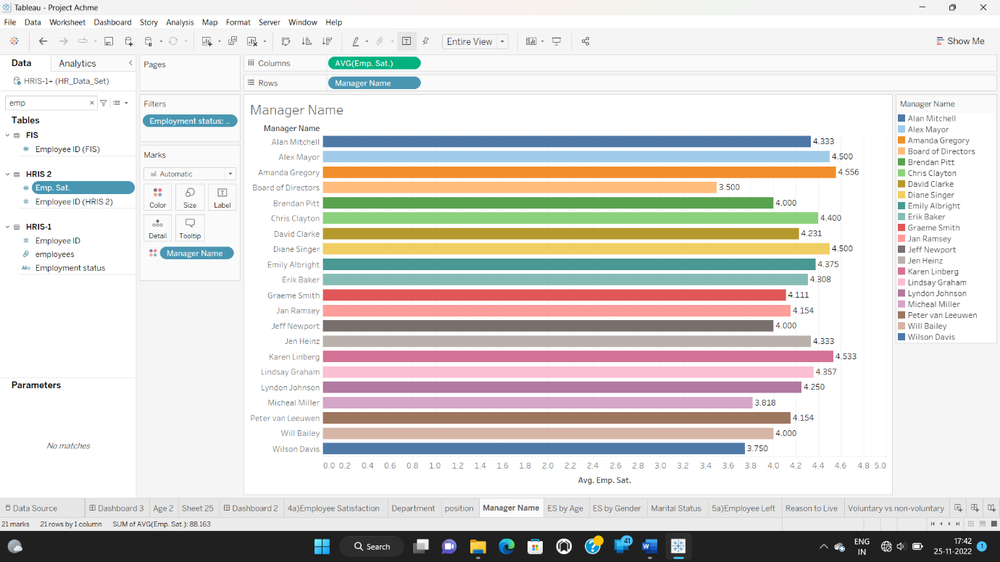 Tableau - Project Achme
File Data Worksheet Dashboard Story Analysis Map Format Server Window Help
Entire View
Show Me
Data Analytics
HRIS-1+ (HR_Data_Set)
emp
Tables
FIS
Employee ID (FIS)
HRIS 2
Emp. Sat.
Employee ID (HRIS 2)
HRIS-1
Employee ID
employees
Abc Employment status
Parameters
No matches
Pages
Filters
Employment status: ..
Marks
Automatic
Color Size Label
Detail Tooltip
Manager Name
Columns AVG(Emp. Sat.)
Rows Manager Name
Manager Name
Manager Name
Alan Mitchell 4.333
Alex Mayor 4.500
Amanda Gregory 4.556
Board of Directors 3.500
Brendan Pitt 4.000
Chris Clayton 4.400
David Clarke 4.231
Diane Singer 4.500
Emily Albright 4.375
Erik Baker 4.308
Graeme Smith 4.111
Jan Ramsey 4.154
Jeff Newport 4.000
Jen Heinz 4.333
Karen Linberg 4.533
Lindsay Graham 4.357
Lyndon Johnson 4.250
Micheal Miller 3.818
Peter van Leeuwen 4.154
Will Bailey 4.000
Wilson Davis 3.750
0.0 0.2 0.4 0.6 0.8 1.0 1.2 1.4 1.6 1.8 2.0 2.2 2.4 2.6 2.8 3.0 3.2 3.4 3.6 3.8 4.0 4.2 4.4 4.6 4.8 5.0
Avg. Emp. Sat.
Manager Name
Alan Mitchell
Alex Mayor
Amanda Gregory
Board of Directors
Brendan Pitt
Chris Clayton
David Clarke
Diane Singer
Emily Albright
Erik Baker
Graeme Smith
Jan Ramsey
Jeff Newport
Jen Heinz
Karen Linberg
Lindsay Graham
Lyndon Johnson
Micheal Miller
Peter van Leeuwen
Will Bailey
Wilson Davis
Data Source Dashboard 3 Age 2 Sheet 25 Dashboard 2 4a)Employee Satisfaction Department position Manager Name ES by Age ES by Gender Marital Status 5a)Employee Left Reason to Live Voluntary vs non-voluntary
21 marks 21 rows by 1 column SUM of AVG(Emp. Sat.): 88.163
Search
41
W
ENG
IN
17:42
25-11-2022
1